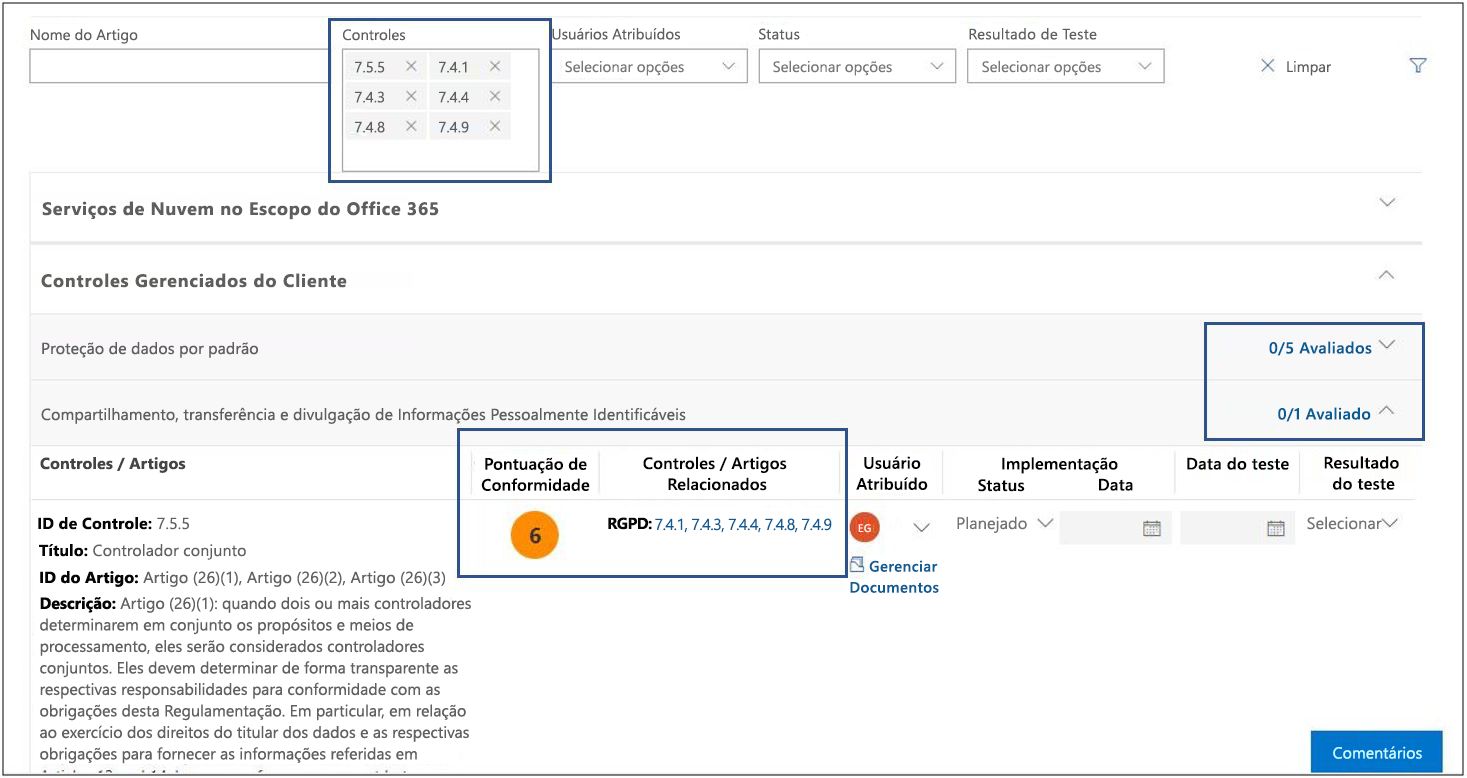 Nome do Artigo
Controles
Usuários Atribuídos
Status
Resultado de Teste
7.5.5 7.4.1
Selecionar opções
Selecionar opções
Selecionar opções
Limpar
7.4.3 7.4.4
7.4.8 7.4.9
Serviços de Nuvem no Escopo do Office 365
Controles Gerenciados do Cliente
Proteção de dados por padrão
0/5 Avaliados
Compartilhamento, transferência e divulgação de Informações Pessoalmente Identificáveis
0/1 Avaliado
Controles / Artigos
Pontuação de
Conformidade
Controles / Artigos
Relacionados
Usuário
Atribuído
Implementação
Status Data
Data do teste
Resultado
do teste
ID de Controle: 7.5.5
Título: Controlador conjunto
ID do Artigo: Artigo (26)(1), Artigo (26)(2), Artigo (26)(3)
Descrição: Artigo (26)(1): quando dois ou mais controladores
determinarem em conjunto os propósitos e meios de
processamento, eles serão considerados controladores
conjuntos. Eles devem determinar de forma transparente as
respectivas responsabilidades para conformidade com as
obrigações desta Regulamentação. Em particular, em relação
ao exercício dos direitos do titular dos dados e as respectivas
obrigações para fornecer as informações referidas em
6
RGPD: 7.4.1, 7.4.3, 7.4.4, 7.4.8, 7.4.9
EG
Gerenciar
Documentos
Planejado
Selecionar
Comentários